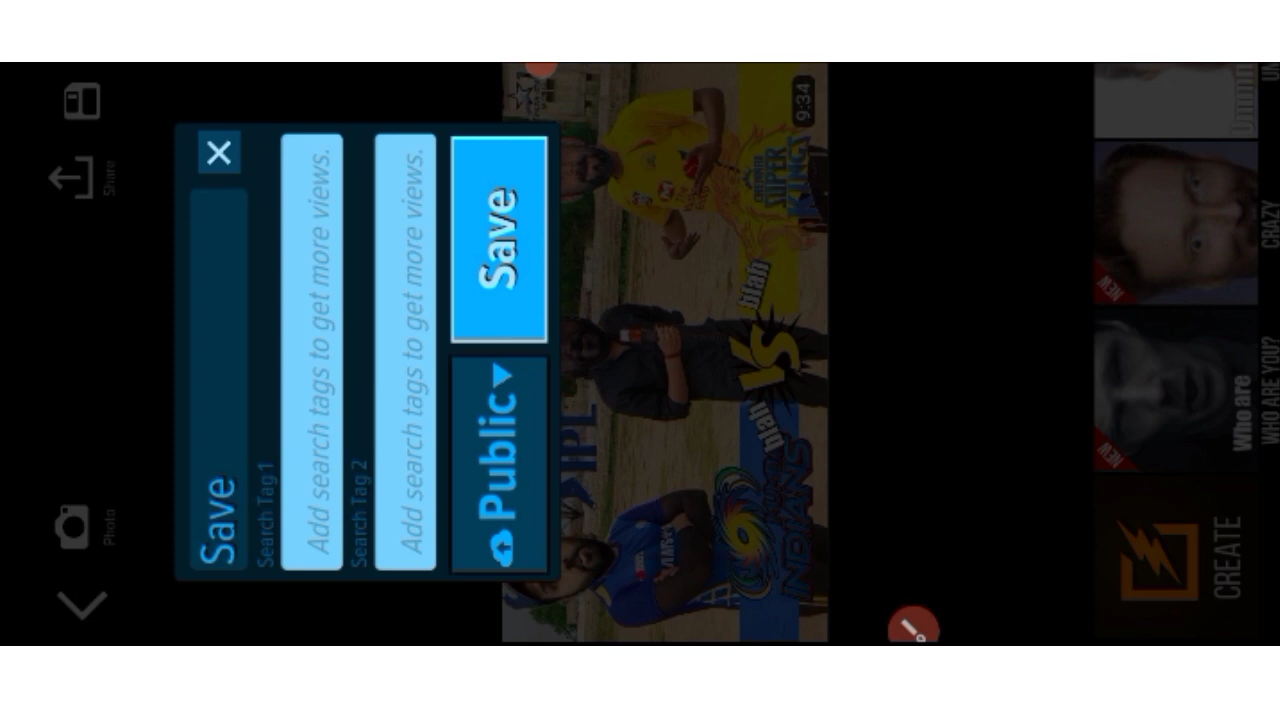 Photo
Share
Save
Search Tag 1
Add search tags to get more views.
Search Tag 2
Add search tags to get more views.
Public
Save
IPL
9:34
INDIANS
blah
VS
blah
SUPER
KINGS
CREATE
Who are
WHO ARE YOU?
NEW
CRAZY
NEW